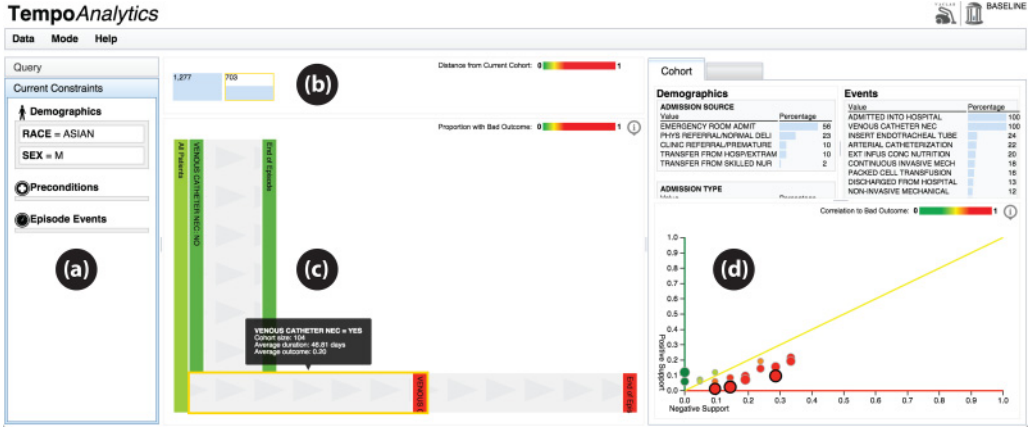 TempoAnalytics
BASELINE
Data Mode Help
Query
Current Constraints
Demographics
RACE = ASIAN
SEX = M
Preconditions
Episode Events
(a)
1,277 703
(b)
Distance from Current Cohort: 0 1
Proportion with Bad Outcome: 0 1
All Patients
VENOUS CATHETER NEC: NO
End of Episode
(c)
VENOUS CATHETER NEC = YES
Cohort size: 104
Average duration: 46.81 days
Average outcome: 0.20
VENOUS C
End of Epis
Cohort
Demographics
ADMISSION SOURCE
Value Percentage
EMERGENCY ROOM ADMIT 56
PHYS REFERRAL/NORMAL DELI 23
CLINIC REFERRAL/PREMATURE 10
TRANSFER FROM HOSP/EXTRAM 10
TRANSFER FROM SKILLED NUR 2
ADMISSION TYPE
Value Percentage
Events
Value Percentage
ADMITTED INTO HOSPITAL 100
VENOUS CATHETER NEC 100
INSERT ENDOTRACHEAL TUBE 24
ARTERIAL CATHETERIZATION 22
EXT INFUS CONC NUTRITION 20
CONTINUOUS INVASIVE MECH 18
PACKED CELL TRANSFUSION 16
DISCHARGED FROM HOSPITAL 13
NON-INVASIVE MECHANICAL 12
Correlation to Bad Outcome: 0 1
(d)
1.0
0.9
0.8
0.7
0.6
0.5
0.4
0.3
0.2
0.1
0.0
Positive Support
0.0 0.1 0.2 0.3 0.4 0.5 0.6 0.7 0.8 0.9 1.0
Negative Support